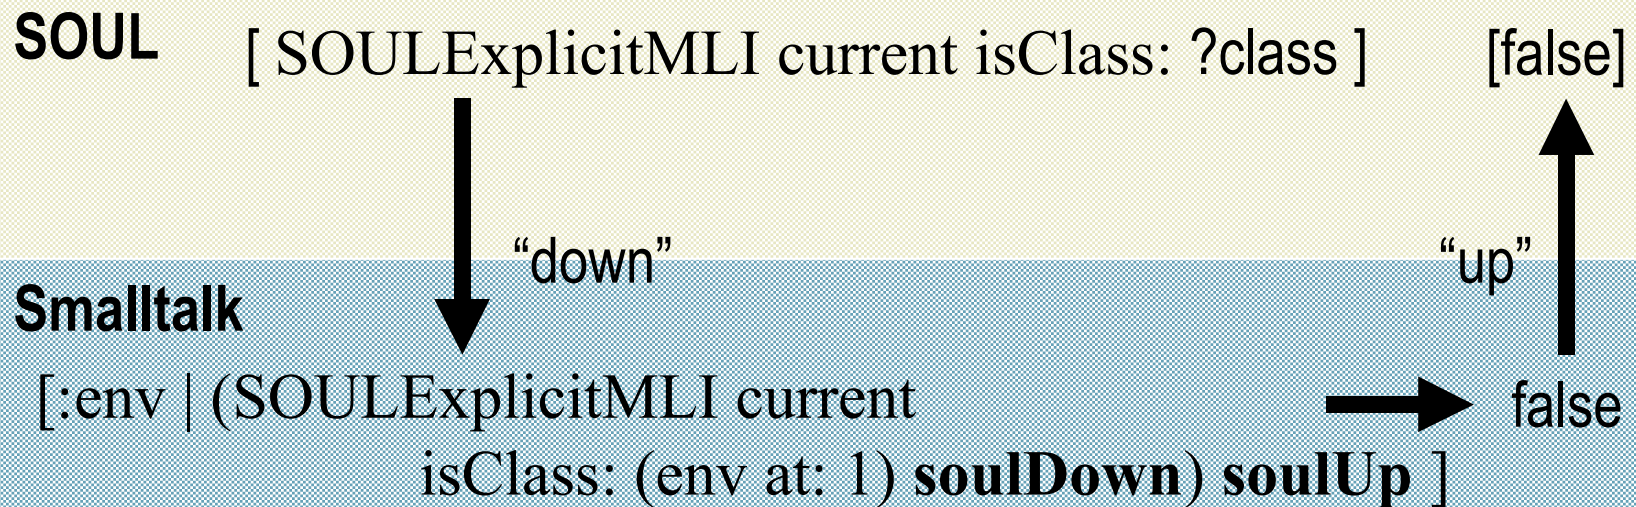 SOUL [ SOULExplicitMLI current isClass: ?class ] [false]
“down” “up”
Smalltalk
[:env | (SOULExplicitMLI current false
isClass: (env at: 1) soulDown) soulUp ]